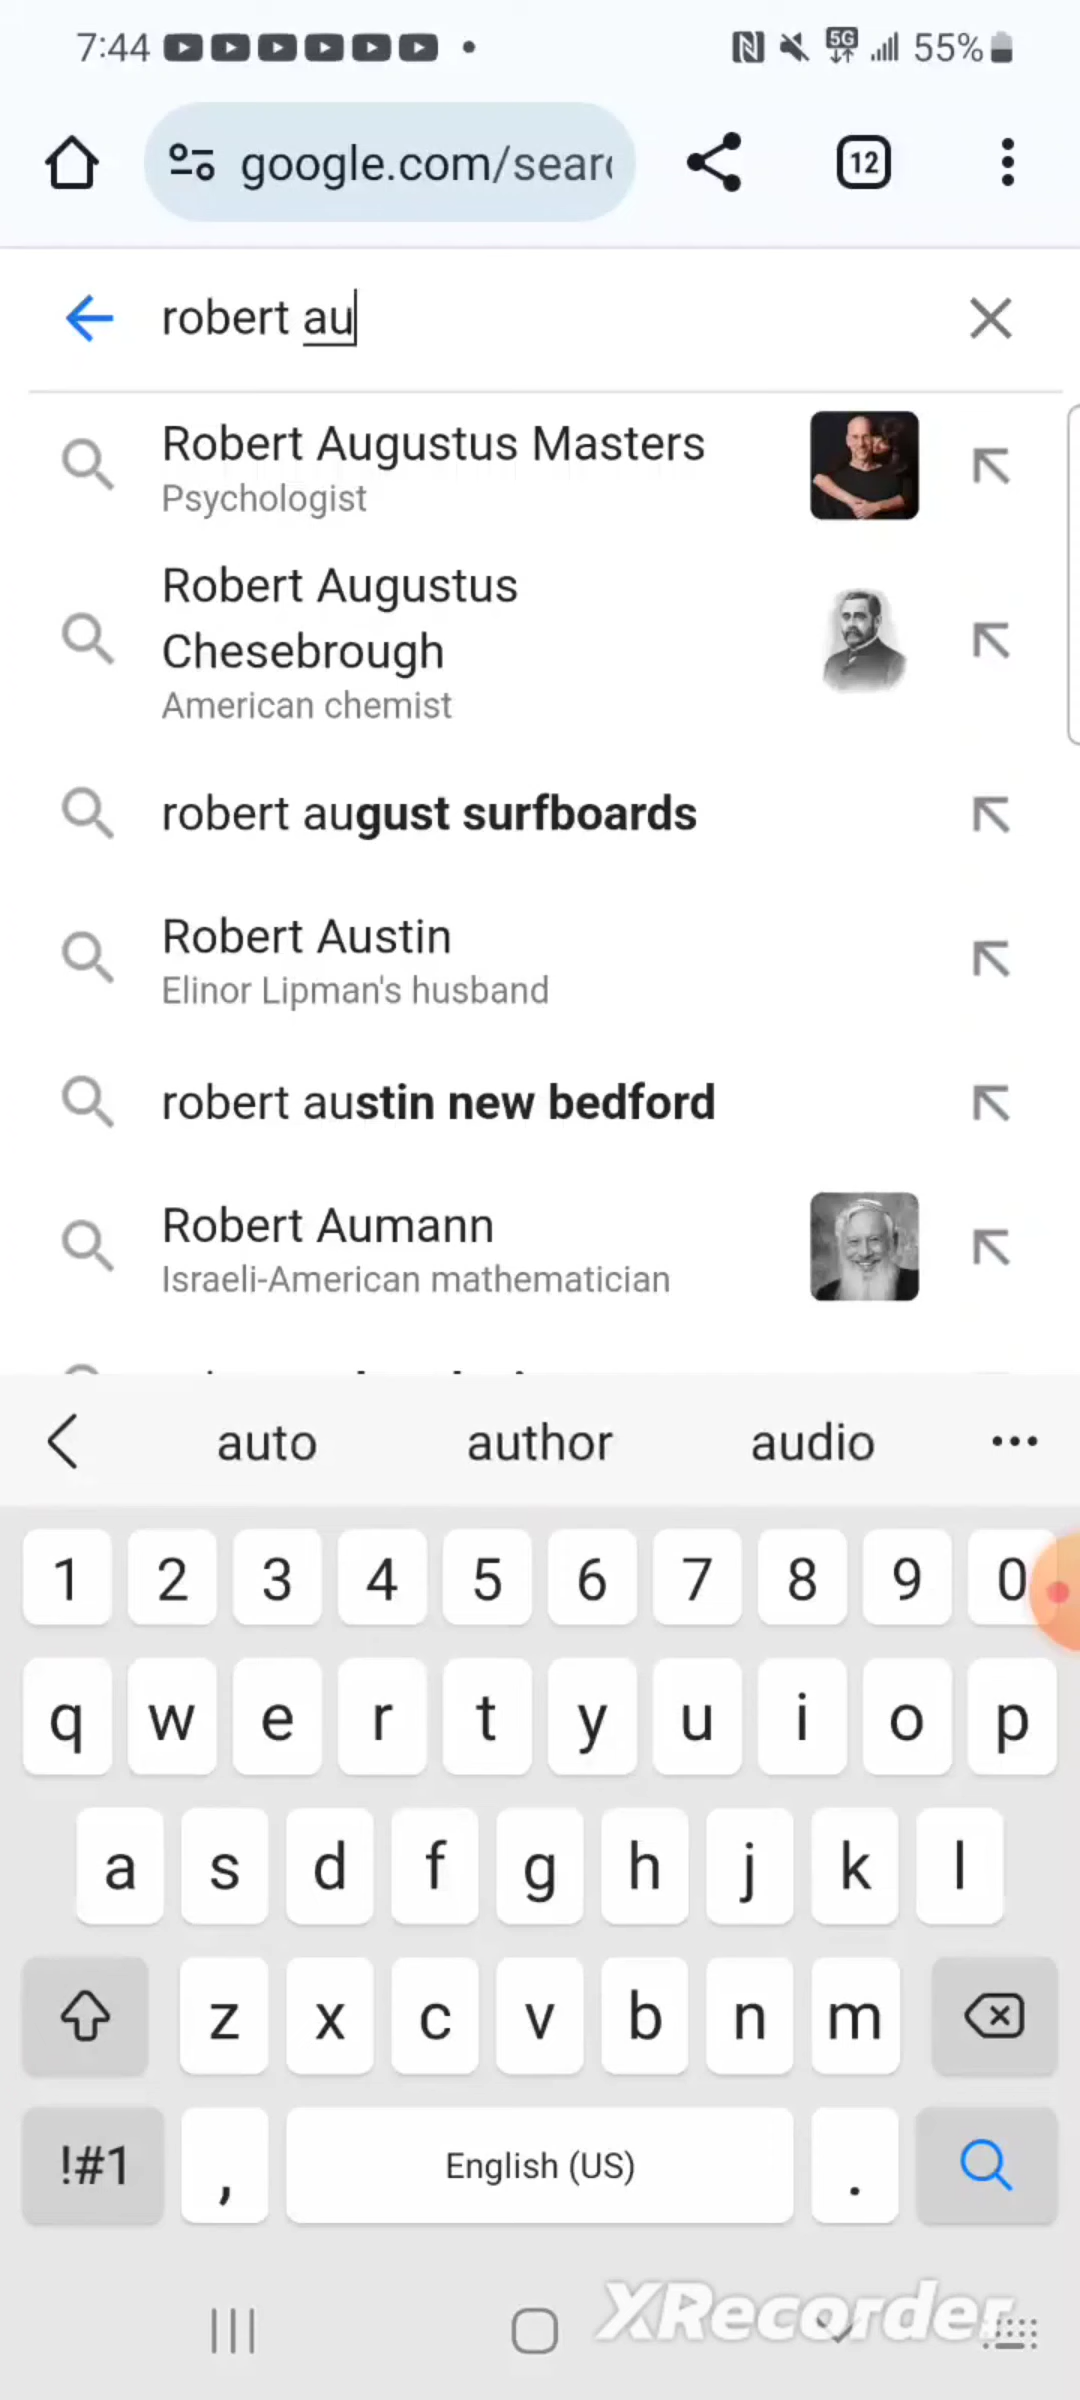 7:44 5G 55%
google.com/sear
12
robert au
Robert Augustus Masters
Psychologist
Robert Augustus
Chesebrough
American chemist
robert august surfboards
Robert Austin
Elinor Lipman's husband
robert austin new bedford
Robert Aumann
Israeli-American mathematician
auto author audio
1 2 3 4 5 6 7 8 9 0
q w e r t y u i o p
a s d f g h j k l
z x c v b n m
!#1 , English (US) .
XRecorder